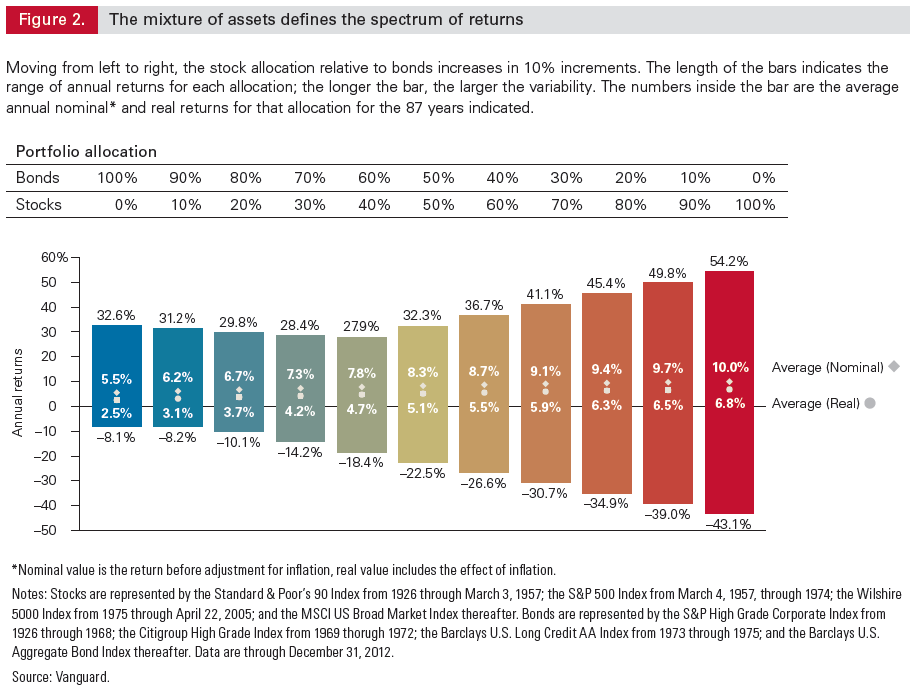 Figure 2. The mixture of assets defines the spectrum of returns
Moving from left to right, the stock allocation relative to bonds increases in 10% increments. The length of the bars indicates the
range of annual returns for each allocation; the longer the bar, the larger the variability. The numbers inside the bar are the average
annual nominal* and real returns for that allocation for the 87 years indicated.
Portfolio allocation
Bonds 100% 90% 80% 70% 60% 50% 40% 30% 20% 10% 0%
Stocks 0% 10% 20% 30% 40% 50% 60% 70% 80% 90% 100%
Annual returns
60%
50
40
30
20
10
0
–10
–20
–30
–40
–50
32.6% 31.2% 29.8% 28.4% 27.9% 32.3% 36.7% 41.1% 45.4% 49.8% 54.2%
5.5% 6.2% 6.7% 7.3% 7.8% 8.3% 8.7% 9.1% 9.4% 9.7% 10.0%
2.5% 3.1% 3.7% 4.2% 4.7% 5.1% 5.5% 5.9% 6.3% 6.5% 6.8%
–8.1% –8.2% –10.1% –14.2% –18.4% –22.5% –26.6% –30.7% –34.9% –39.0% –43.1%
Average (Nominal)
Average (Real)
*Nominal value is the return before adjustment for inflation, real value includes the effect of inflation.
Notes: Stocks are represented by the Standard & Poor's 90 Index from 1926 through March 3, 1957; the S&P 500 Index from March 4, 1957, through 1974; the Wilshire
5000 Index from 1975 through April 22, 2005; and the MSCI US Broad Market Index thereafter. Bonds are represented by the S&P High Grade Corporate Index from
1926 through 1968; the Citigroup High Grade Index from 1969 thorugh 1972; the Barclays U.S. Long Credit AA Index from 1973 through 1975; and the Barclays U.S.
Aggregate Bond Index thereafter. Data are through December 31, 2012.
Source: Vanguard.